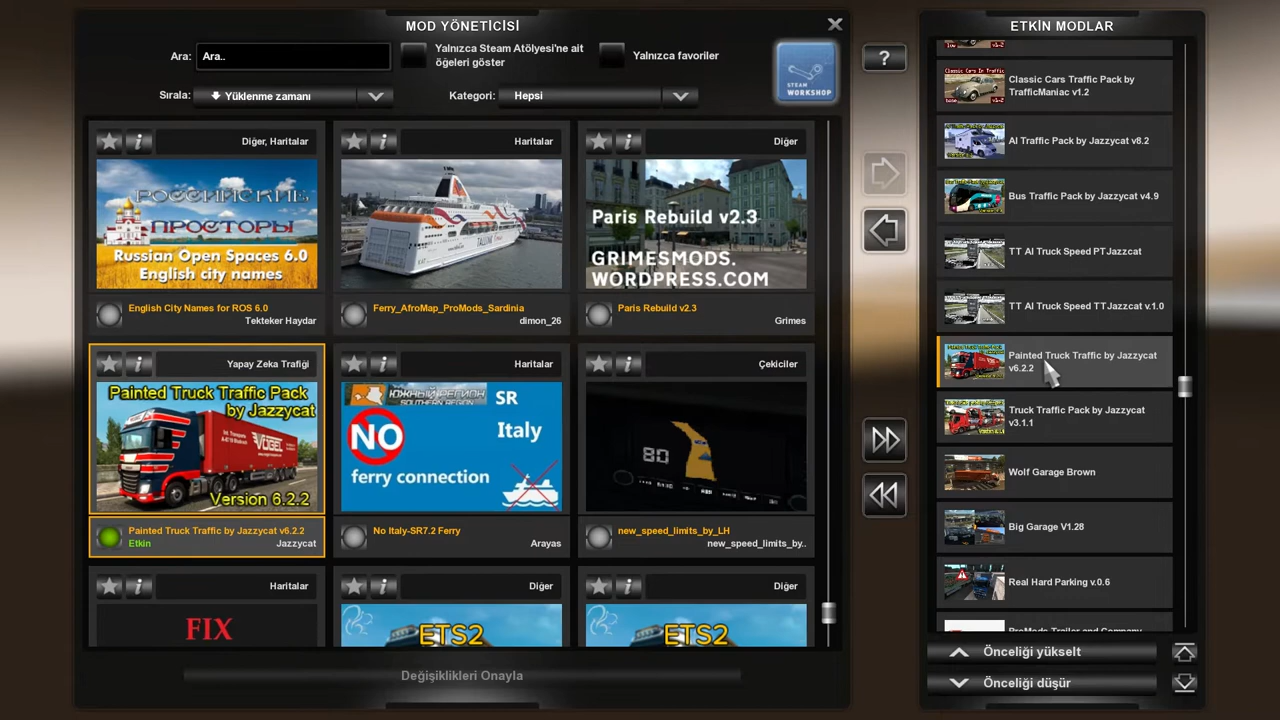 MOD YÖNETİCİSİ
Ara:
Ara..
Yalnızca Steam Atölyesi'ne ait
öğeleri göster
Yalnızca favoriler
STEAM
WORKSHOP
Sırala:
Yüklenme zamanı
Kategori:
Hepsi
Diğer, Haritalar
РОССИЙСКИЕ
ПРОСТОРЫ
Russian Open Spaces 6.0
English city names
English City Names for ROS 6.0
Tekteker Haydar
Haritalar
TALLINK
Ferry_AfroMap_ProMods_Sardinia
dimon_26
Diğer
Paris Rebuild v2.3
GRIMESMODS.
WORDPRESS.COM
Paris Rebuild v2.3
Grimes
Yapay Zeka Trafiği
Painted Truck Traffic Pack
by Jazzycat
VÖGEL
Version 6.2.2
Painted Truck Traffic by Jazzycat v6.2.2
Etkin
Jazzycat
Haritalar
ЮЖНЫЙ РЕГИОН
SOUTHERN REGION
SR
NO
Italy
ferry connection
No Italy-SR7.2 Ferry
Arayas
Çekiciler
80
new_speed_limits_by_LH
new_speed_limits_by..
Haritalar
FIX
Diğer
ETS2
Diğer
ETS2
Değişiklikleri Onayla
?
ETKİN MODLAR
Classic Cars Traffic Pack by
TrafficManiac v1.2
AI Traffic Pack by Jazzycat v6.2
Bus Traffic Pack by Jazzycat v4.9
TT AI Truck Speed PTJazzcat
TT AI Truck Speed TTJazzcat v.1.0
Painted Truck Traffic by Jazzycat
v6.2.2
Truck Traffic Pack by Jazzycat
v3.1.1
Wolf Garage Brown
Big Garage V1.28
Real Hard Parking v.0.6
ProMods Trailer and Company
Önceliği yükselt
Önceliği düşür